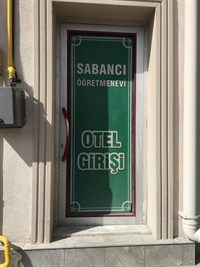 SABANCI
ÖĞRETMENEVİ
OTEL
GİRİŞİ